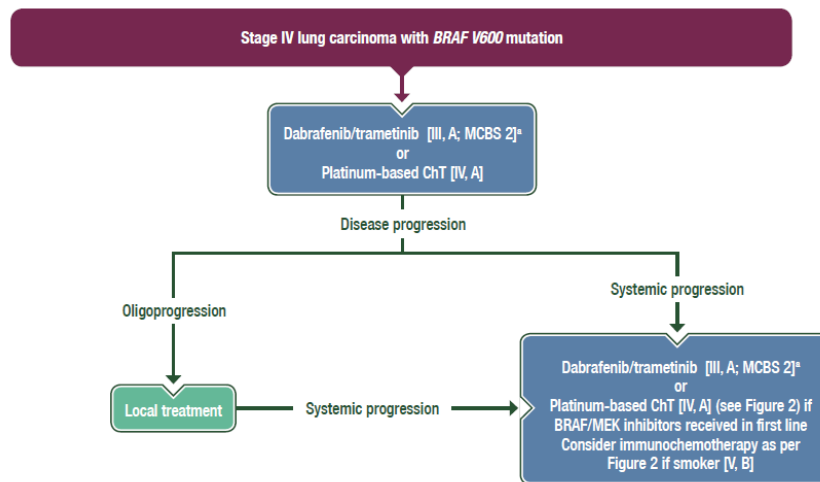 Stage IV lung carcinoma with BRAF V600 mutation
Dabrafenib/trametinib [III, A; MCBS 2]ᵃ
or
Platinum-based ChT [IV, A]
Disease progression
Oligoprogression
Systemic progression
Local treatment
Systemic progression
Dabrafenib/trametinib [III, A; MCBS 2]ᵃ
or
Platinum-based ChT [IV, A] (see Figure 2) if
BRAF/MEK inhibitors received in first line
Consider immunochemotherapy as per
Figure 2 if smoker [V, B]